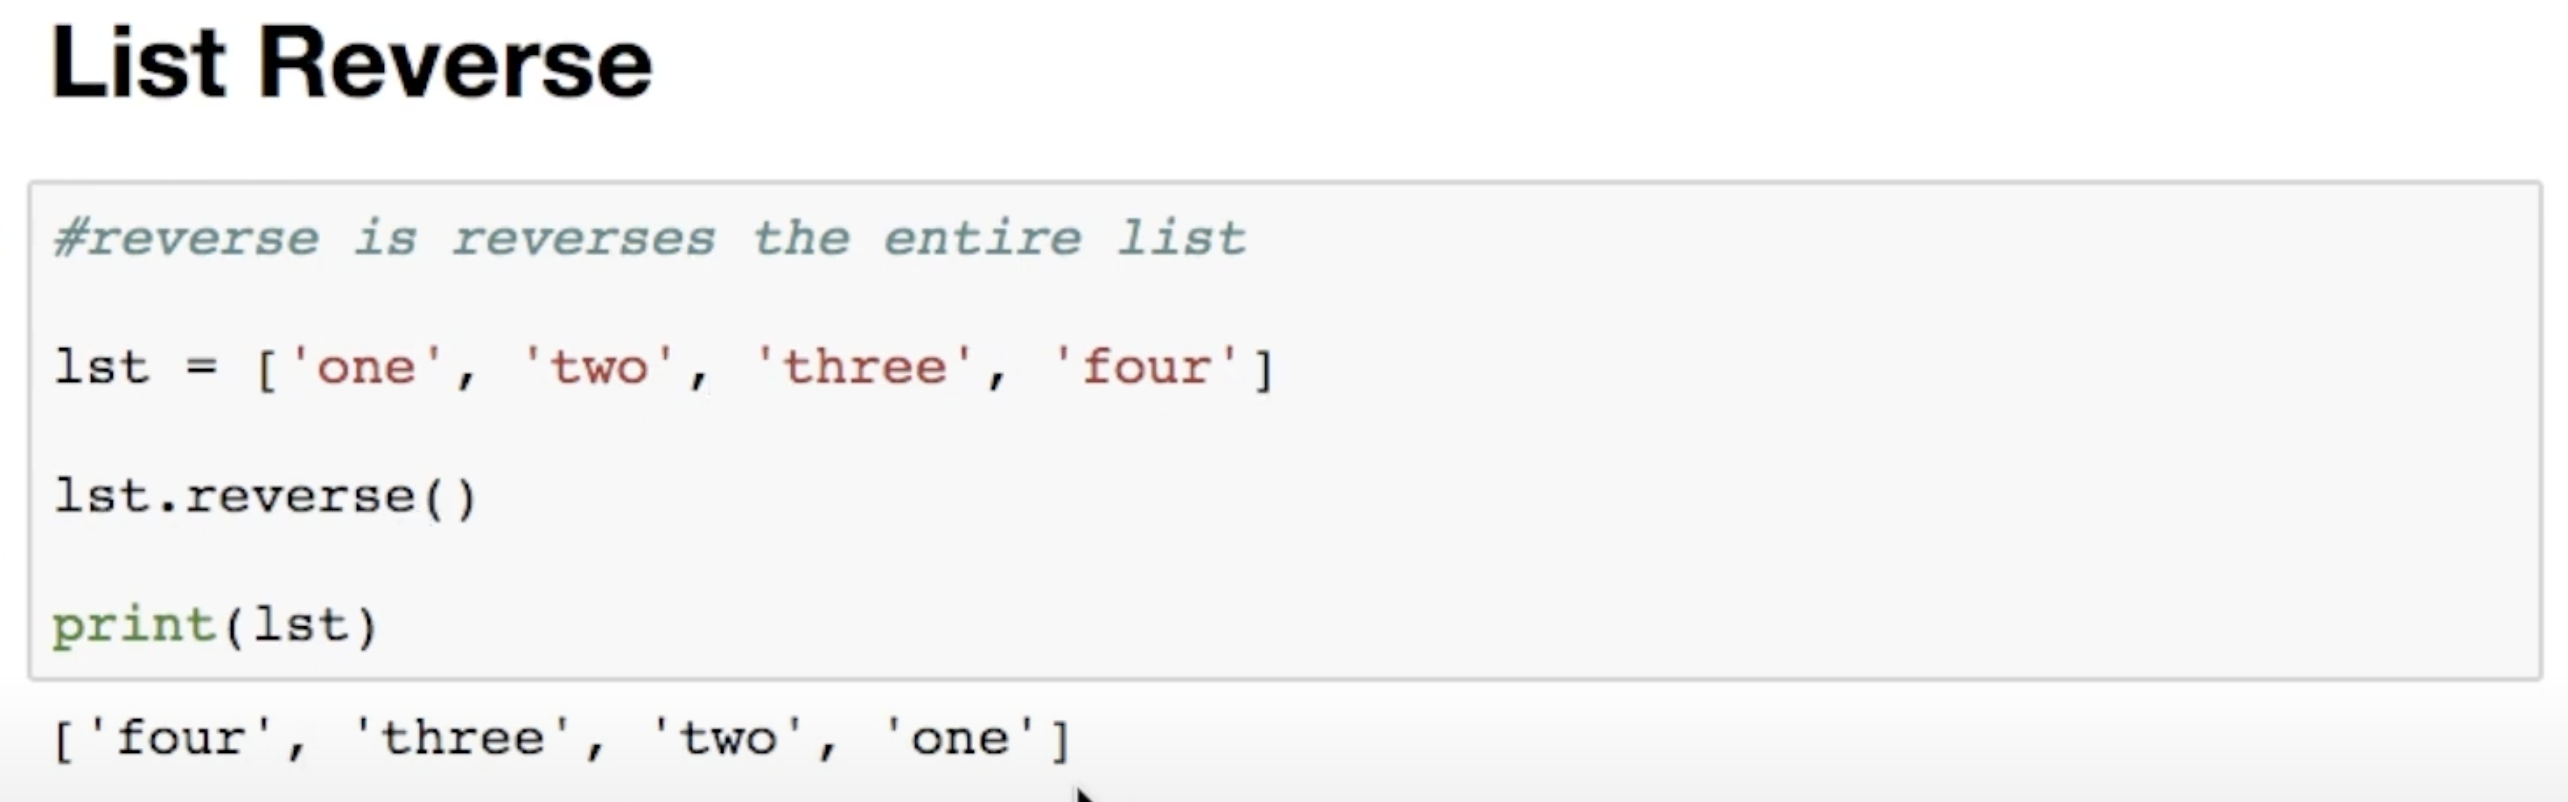 List Reverse
#reverse is reverses the entire list
lst = ['one', 'two', 'three', 'four']
lst.reverse()
print(lst)
['four', 'three', 'two', 'one']